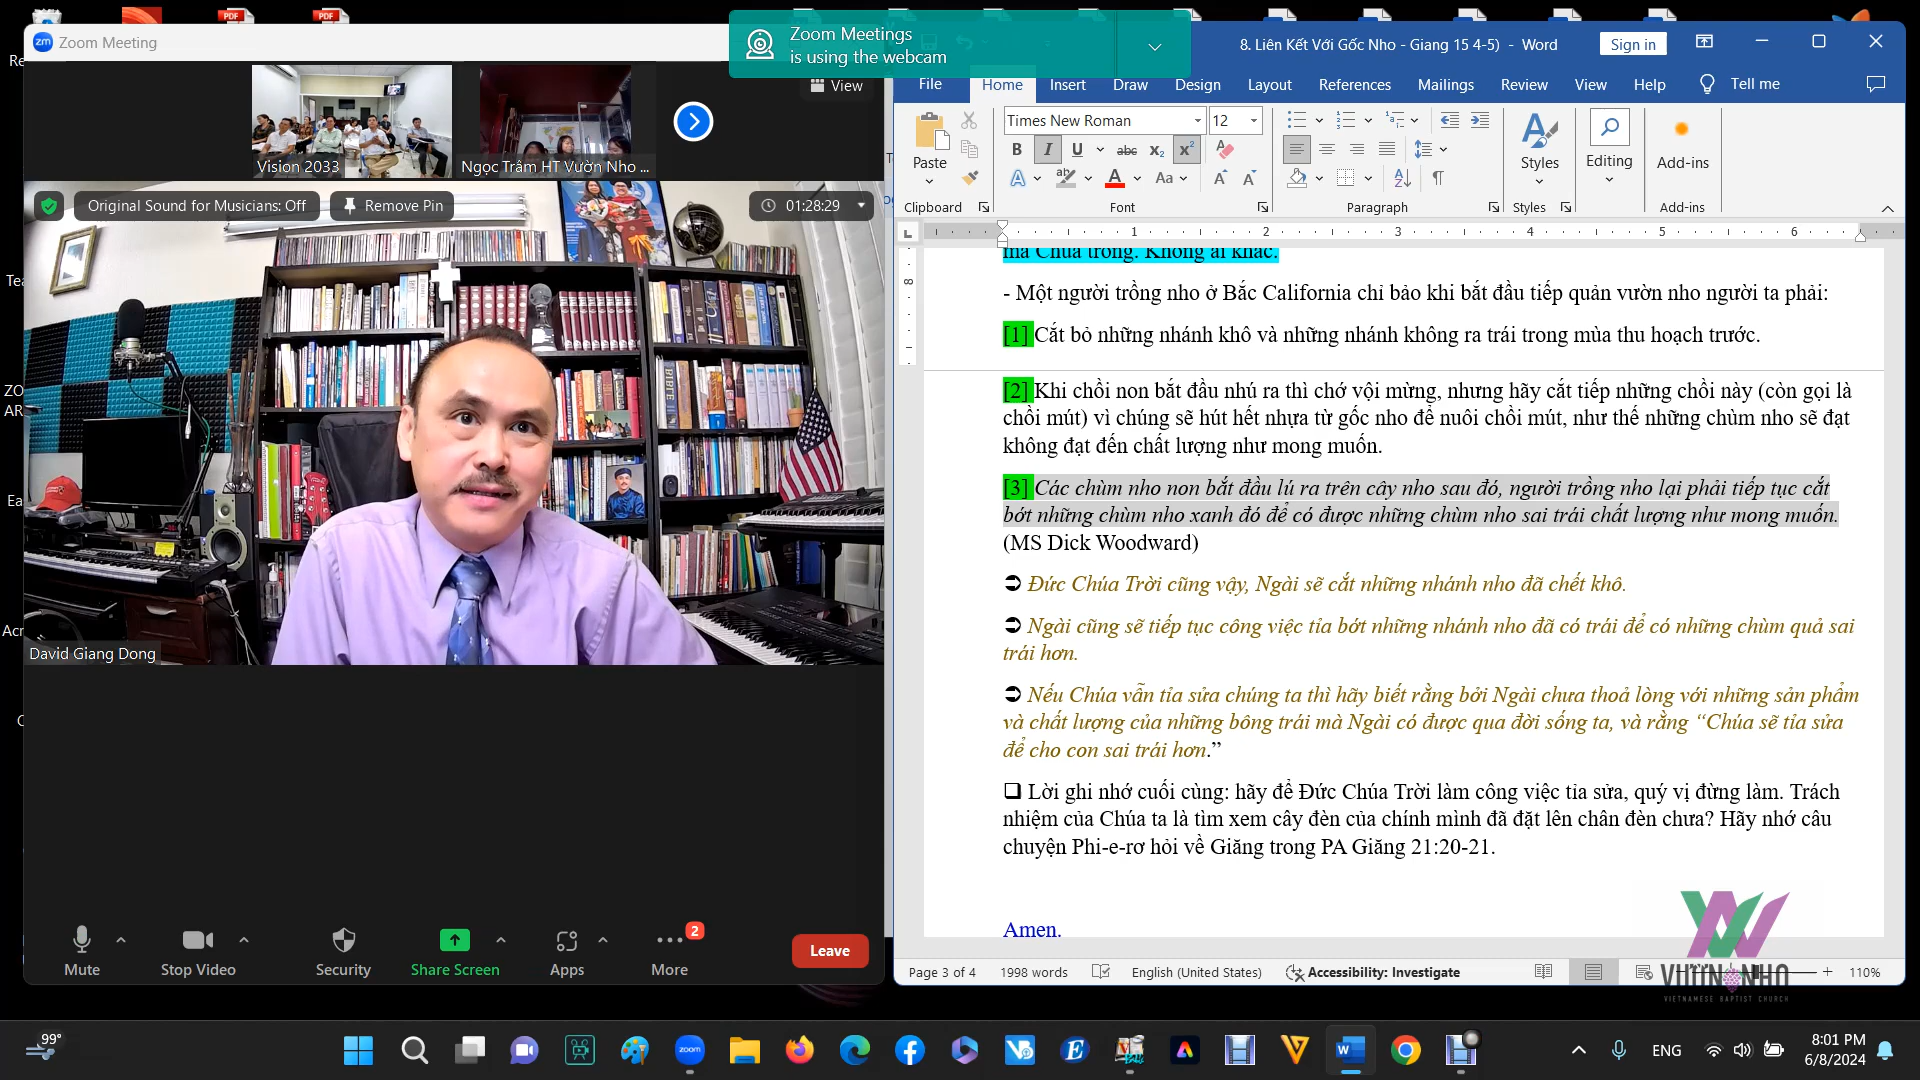 Zoom Meeting
Zoom Meetings
is using the webcam
View
Vision 2033
Ngọc Trâm HT Vườn Nho ...
Original Sound for Musicians: Off
Remove Pin
01:28:29
David Giang Dong
Mute
Stop Video
Security
Share Screen
Apps
More
2
Leave
8. Liên Kết Với Gốc Nho - Giang 15 4-5) - Word
Sign in
File
Home
Insert
Draw
Design
Layout
References
Mailings
Review
View
Help
Tell me
Times New Roman
12
Paste
Styles
Editing
Add-ins
Clipboard
Font
Paragraph
Styles
Add-ins
1 2 3 4 5 6
mà Chúa trồng. Không ai khác.
- Một người trồng nho ở Bắc California chỉ bảo khi bắt đầu tiếp quản vườn nho người ta phải:
[1] Cắt bỏ những nhánh khô và những nhánh không ra trái trong mùa thu hoạch trước.
[2] Khi chồi non bắt đầu nhú ra thì chớ vội mừng, nhưng hãy cắt tiếp những chồi này (còn gọi là
chồi mút) vì chúng sẽ hút hết nhựa từ gốc nho để nuôi chồi mút, như thế những chùm nho sẽ đạt
không đạt đến chất lượng như mong muốn.
[3] Các chùm nho non bắt đầu lú ra trên cây nho sau đó, người trồng nho lại phải tiếp tục cắt
bớt những chùm nho xanh đó để có được những chùm nho sai trái chất lượng như mong muốn.
(MS Dick Woodward)
Đức Chúa Trời cũng vậy, Ngài sẽ cắt những nhánh nho đã chết khô.
Ngài cũng sẽ tiếp tục công việc tỉa bớt những nhánh nho đã có trái để có những chùm quả sai
trái hơn.
Nếu Chúa vẫn tỉa sửa chúng ta thì hãy biết rằng bởi Ngài chưa thoả lòng với những sản phẩm
và chất lượng của những bông trái mà Ngài có được qua đời sống ta, và rằng “Chúa sẽ tỉa sửa
để cho con sai trái hơn.”
Lời ghi nhớ cuối cùng: hãy để Đức Chúa Trời làm công việc tỉa sửa, quý vị đừng làm. Trách
nhiệm của Chúa ta là tìm xem cây đèn của chính mình đã đặt lên chân đèn chưa? Hãy nhớ câu
chuyện Phi-e-rơ hỏi về Giăng trong PA Giăng 21:20-21.
Amen.
Page 3 of 4
1998 words
English (United States)
Accessibility: Investigate
110%
VƯỜN NHO
VIETNAMESE BAPTIST CHURCH
99°
ENG
8:01 PM
6/8/2024